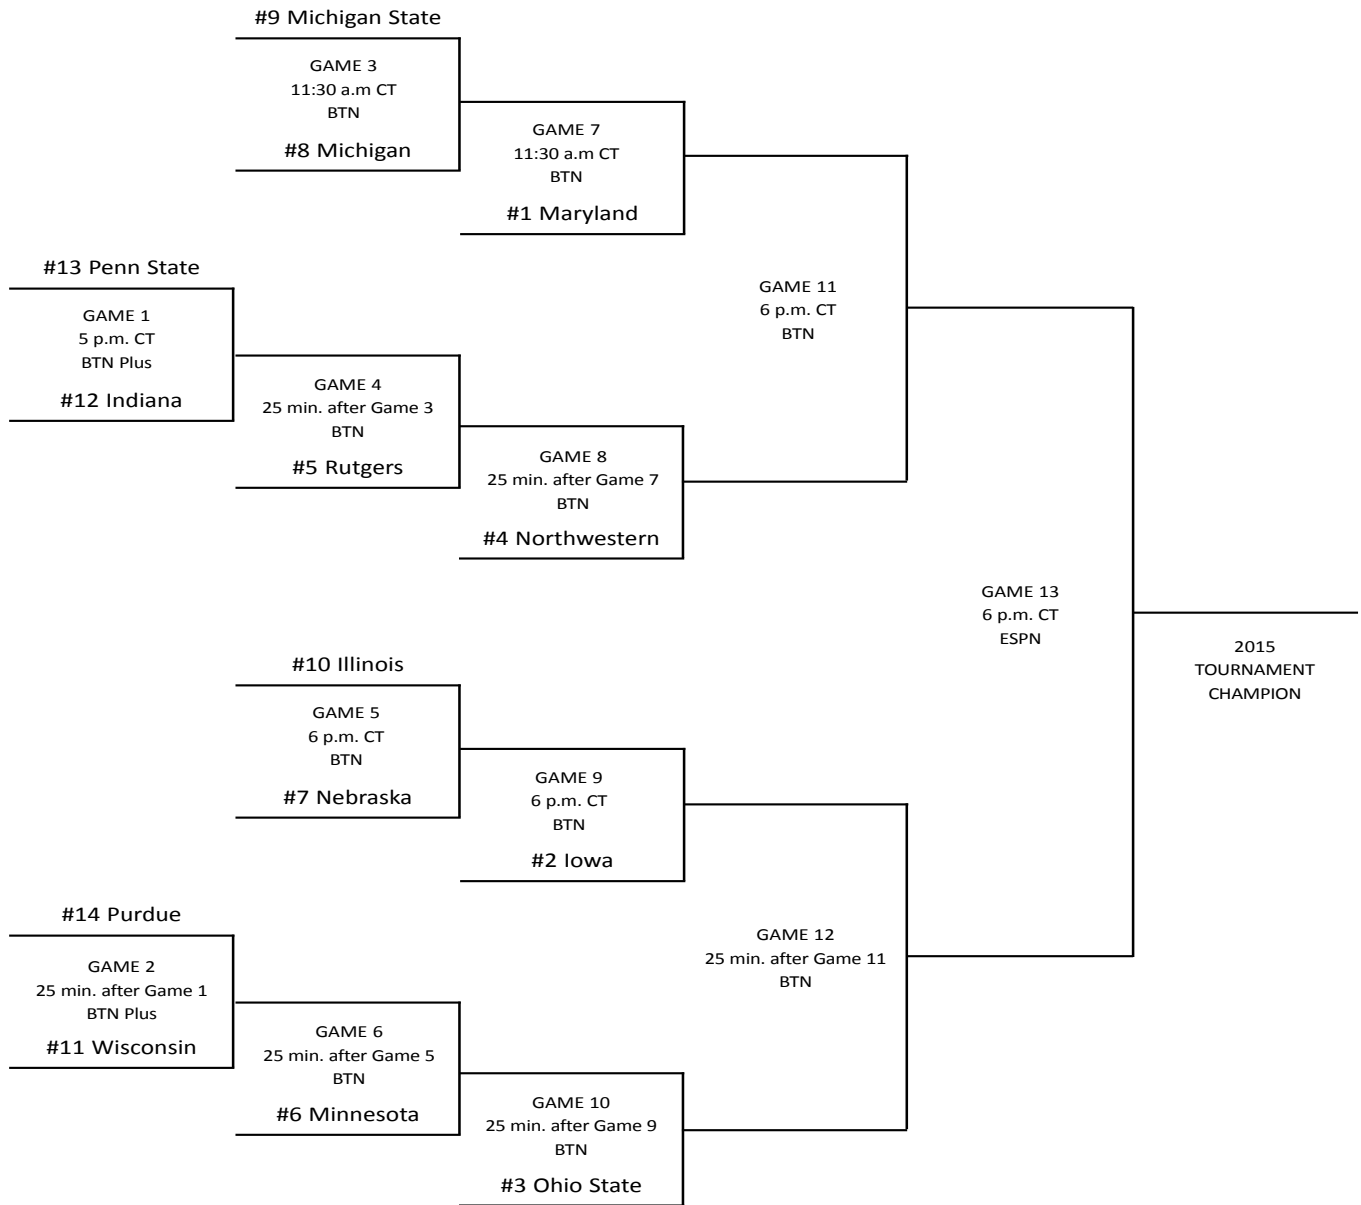 #9 Michigan State
GAME 3
11:30 a.m CT
BTN
#8 Michigan
GAME 7
11:30 a.m CT
BTN
#1 Maryland
#13 Penn State
GAME 1
5 p.m. CT
BTN Plus
#12 Indiana
GAME 4
25 min. after Game 3
BTN
#5 Rutgers
GAME 8
25 min. after Game 7
BTN
#4 Northwestern
GAME 11
6 p.m. CT
BTN
#10 Illinois
GAME 5
6 p.m. CT
BTN
#7 Nebraska
GAME 9
6 p.m. CT
BTN
#2 Iowa
#14 Purdue
GAME 2
25 min. after Game 1
BTN Plus
#11 Wisconsin
GAME 6
25 min. after Game 5
BTN
#6 Minnesota
GAME 10
25 min. after Game 9
BTN
#3 Ohio State
GAME 12
25 min. after Game 11
BTN
GAME 13
6 p.m. CT
ESPN
2015
TOURNAMENT
CHAMPION